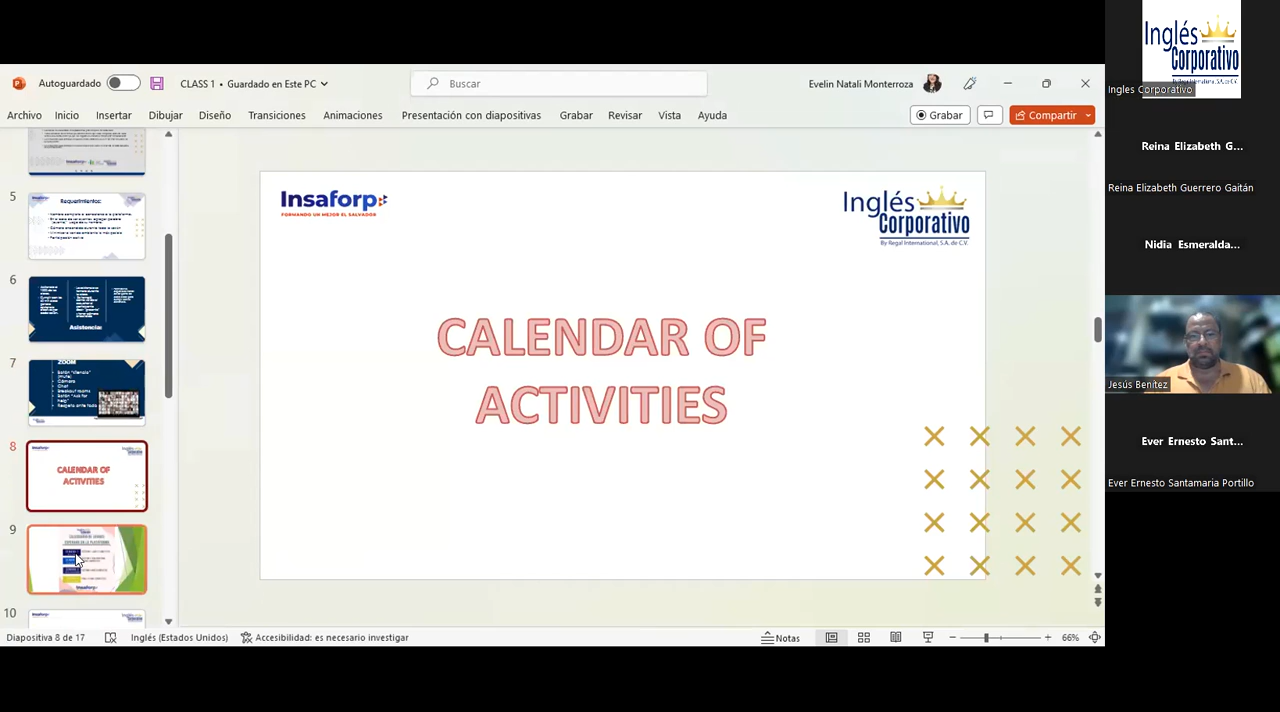 Autoguardado
CLASS 1 • Guardado en Este PC
Buscar
Evelin Natali Monterroza
Archivo Inicio Insertar Dibujar Diseño Transiciones Animaciones Presentación con diapositivas Grabar Revisar Vista Ayuda
Grabar
Compartir
5
Requerimientos:
6
Asistencia:
7
ZOOM
8
Insaforp
CALENDAR OF
ACTIVITIES
9
Insaforp
10
Insaforp
FORMANDO UN MEJOR EL SALVADOR
Inglés
Corporativo
By Regal International, S.A. de C.V.
CALENDAR OF
ACTIVITIES
Diapositiva 8 de 17
Inglés (Estados Unidos)
Accesibilidad: es necesario investigar
Notas
66%
Inglés
Corporativo
Ingles Corporativo
Reina Elizabeth G...
Reina Elizabeth Guerrero Gaitán
Nidia Esmeralda...
Jesús Benítez
Ever Ernesto Sant...
Ever Ernesto Santamaria Portillo